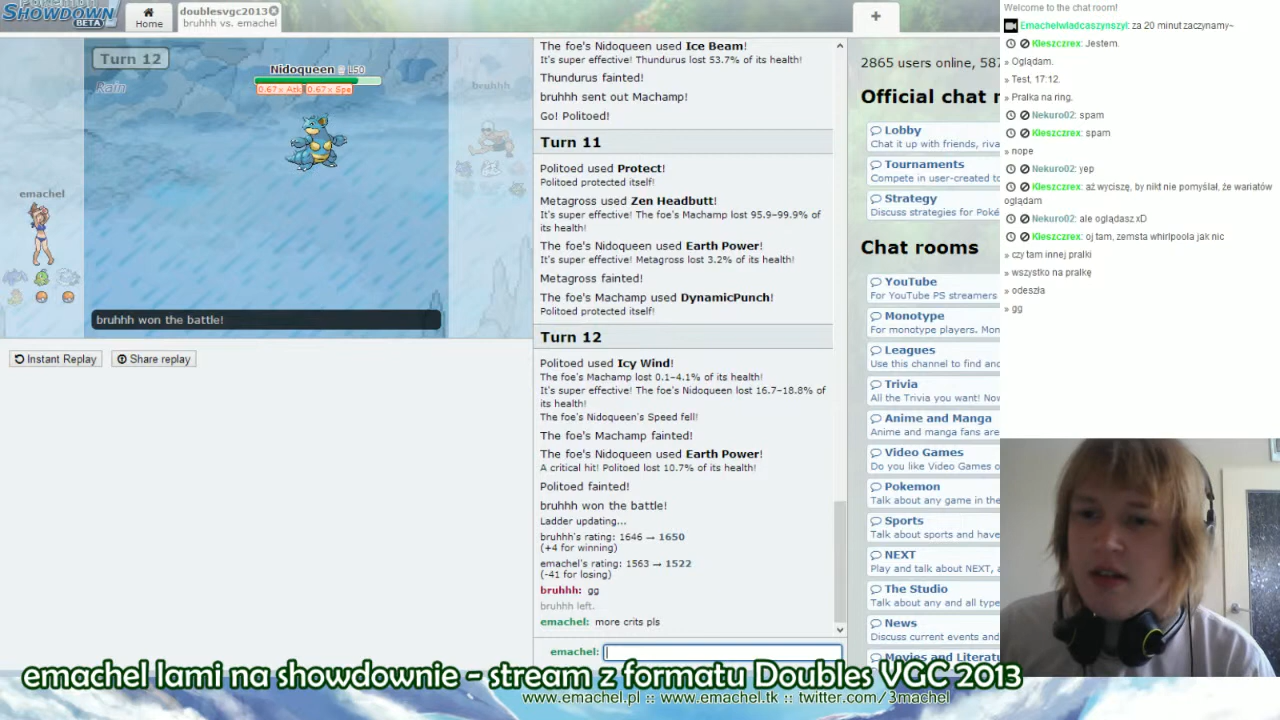 SHOWDOWN
BETA
Home
doublesvgc2013
bruhhh vs. emachel
+
Turn 12
Rain
Nidoqueen L50
0.67× Atk 0.67× Spe
bruhhh
emachel
bruhhh won the battle!
Instant Replay
Share replay
The foe's Nidoqueen used Ice Beam!
It's super effective! Thundurus lost 53.7% of its health!
Thundurus fainted!
bruhhh sent out Machamp!
Go! Politoed!
Turn 11
Politoed used Protect!
Politoed protected itself!
Metagross used Zen Headbutt!
It's super effective! The foe's Machamp lost 95.9–99.9% of
its health!
The foe's Nidoqueen used Earth Power!
It's super effective! Metagross lost 3.2% of its health!
Metagross fainted!
The foe's Machamp used DynamicPunch!
Politoed protected itself!
Turn 12
Politoed used Icy Wind!
The foe's Machamp lost 0.1–4.1% of its health!
It's super effective! The foe's Nidoqueen lost 16.7–18.8% of
its health!
The foe's Nidoqueen's Speed fell!
The foe's Machamp fainted!
The foe's Nidoqueen used Earth Power!
A critical hit! Politoed lost 10.7% of its health!
Politoed fainted!
bruhhh won the battle!
Ladder updating...
bruhhh's rating: 1646 → 1650
(+4 for winning)
emachel's rating: 1563 → 1522
(-41 for losing)
bruhhh: gg
bruhhh left.
emachel: more crits pls
emachel:
2865 users online, 587
Official chat r
Lobby
Chat it up with friends, riva
Tournaments
Compete in user-created to
Strategy
Discuss strategies for Poké
Chat rooms
YouTube
For YouTube PS streamers
Monotype
For monotype players. Mon
Leagues
Use this channel to find anc
Trivia
All the Trivia you want! Nov
Anime and Manga
Anime and manga fans are
Video Games
Do you like Video Games o
Pokemon
Talk about any game in the
Sports
Talk about sports and have
NEXT
Play and talk about NEXT, a
The Studio
Talk about any and all type
News
Discuss current events and
Movies and Literatu
Welcome to the chat room!
Emachelwladcaszynszyl: za 20 minut zaczynamy~
Kleszczrex: Jestem.
» Oglądam.
» Test, 17:12.
» Pralka na ring.
Nekuro02: spam
Kleszczrex: spam
» nope
Nekuro02: yep
Kleszczrex: aż wyciszę, by nikt nie pomyślał, że wariatów
oglądam
Nekuro02: ale oglądasz xD
Kleszczrex: oj tam, zemsta whirlpoola jak nic
» czy tam innej pralki
» wszystko na pralkę
» odeszła
» gg
emachel lami na showdownie - stream z formatu Doubles VGC 2013
www.emachel.pl :: www.emachel.tk :: twitter.com/3machel